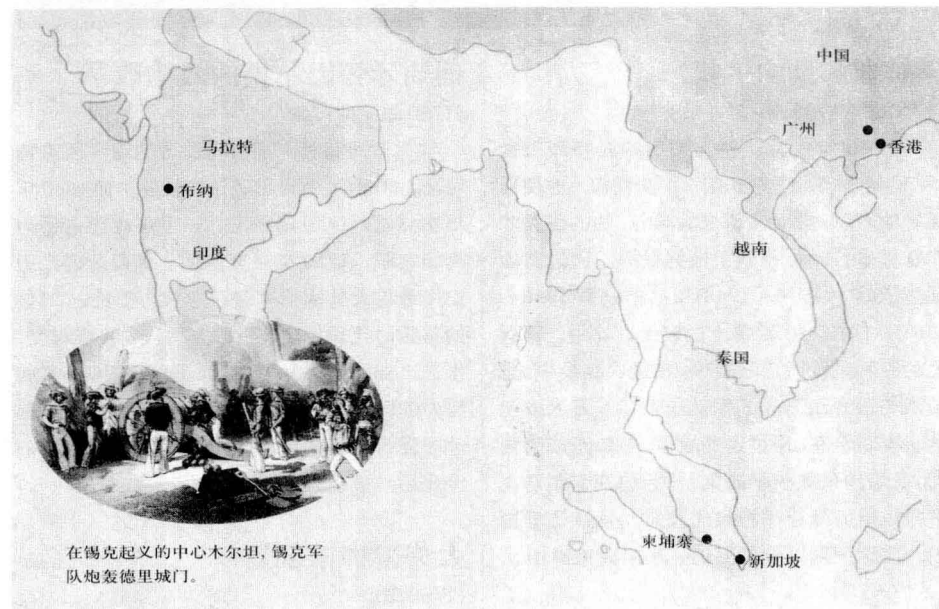 中国
广州
香港
马拉特
布纳
印度
越南
泰国
柬埔寨
新加坡
在锡克起义的中心木尔坦，锡克军
队炮轰德里城门。